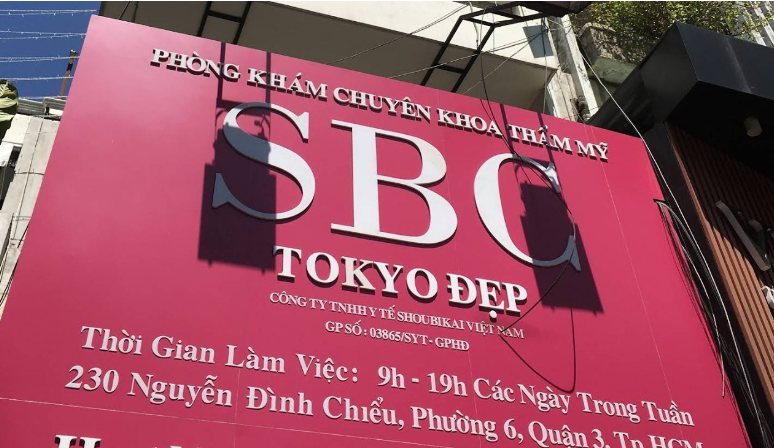 PHÒNG KHÁM CHUYÊN KHOA THẨM MỸ
SBC
TOKYO ĐẸP
CÔNG TY TNHH Y TẾ SHOUBIKAI VIỆT NAM
GP SỐ : 03865/SYT - GPHĐ
Thời Gian Làm Việc: 9h - 19h Các Ngày Trong Tuần
230 Nguyễn Đình Chiểu, Phường 6, Quận 3, Tp HCM